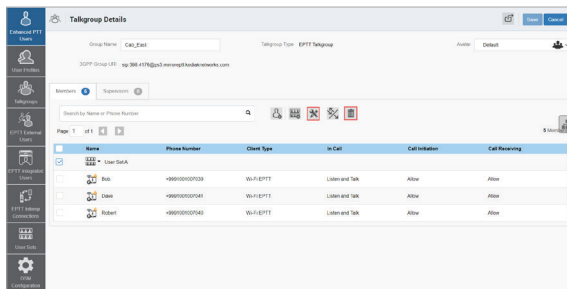 Enhanced PTT
Users
Talkgroup Details
Save
Cancel
Group Name
Cab_East
Talkgroup Type
EPTT Talkgroup
Avatar
Default
User Profiles
3GPP Group URI
Talkgroups
Members
Supervisors
0
Search by Name or Phone Number
EPTT External
Users
Page 1 of 1
Name
Phone Number
Client Type
In Call
Call Initiation
Call Receiving
EPTT Integrated
Users
User Set A
Bob
Wi-Fi EPTT
Listen and Talk
Allow
Allow
EPTT Interop
Connections
Dave
Wi-Fi EPTT
Listen and Talk
Allow
Allow
Robert
Wi-Fi EPTT
Listen and Talk
Allow
Allow
User Sets
Configuration